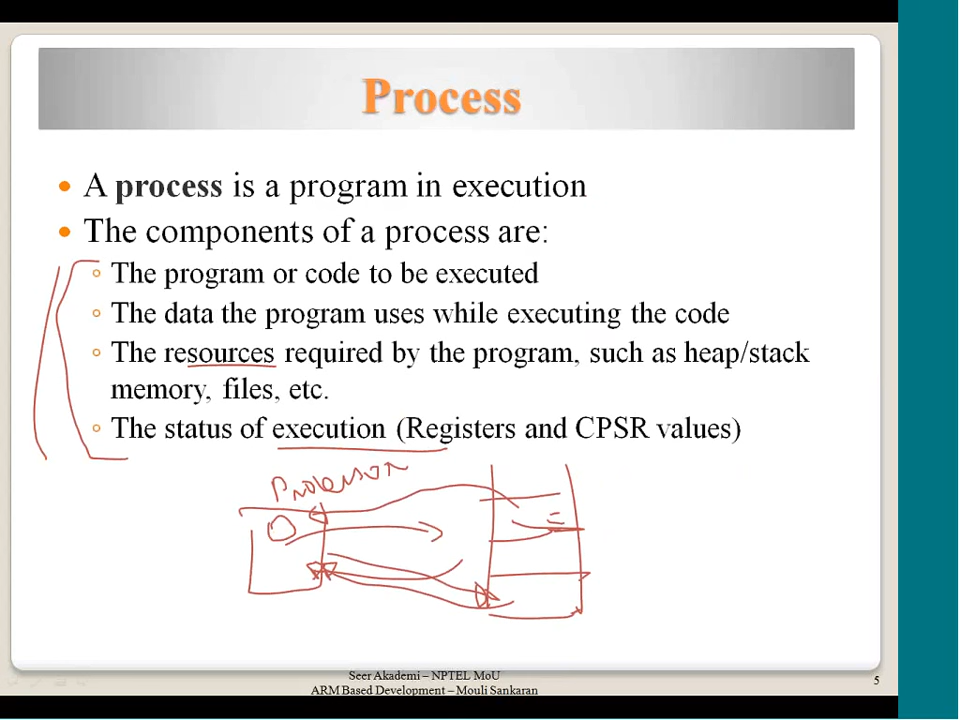 Process
A process is a program in execution
The components of a process are:
The program or code to be executed
The data the program uses while executing the code
The resources required by the program, such as heap/stack
memory, files, etc.
The status of execution (Registers and CPSR values)
Processor
Seer Akademi – NPTEL MoU
ARM Based Development – Mouli Sankaran
5